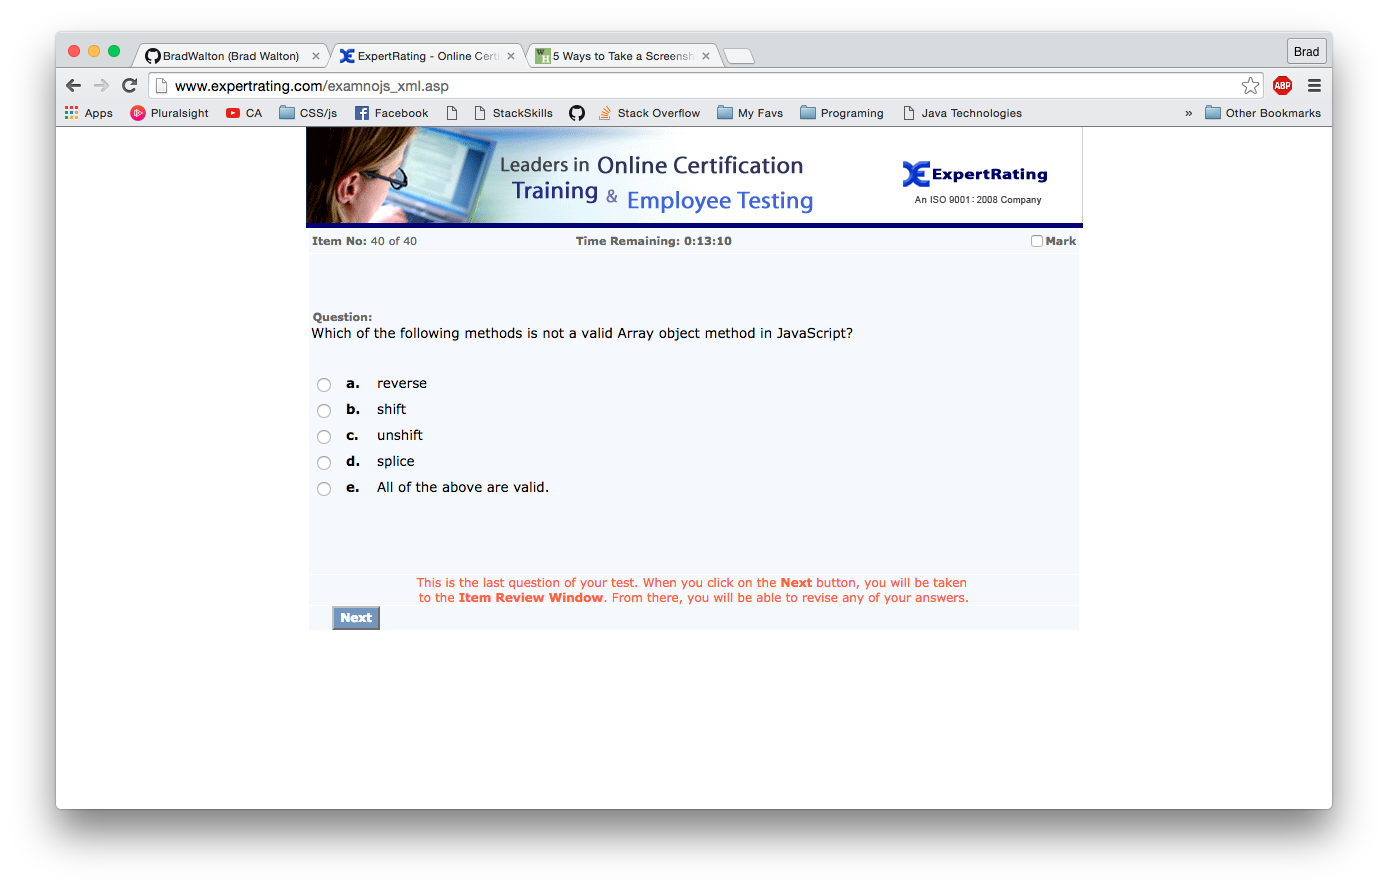 BradWalton (Brad Walton)
ExpertRating - Online Certi
5 Ways to Take a Screensh
Brad
www.expertrating.com/examnojs_xml.asp
ABP
Apps
Pluralsight
CA
CSS/js
Facebook
StackSkills
Stack Overflow
My Favs
Programing
Java Technologies
»
Other Bookmarks
Leaders in Online Certification
Training & Employee Testing
ExpertRating
An ISO 9001: 2008 Company
Item No: 40 of 40
Time Remaining: 0:13:10
Mark
Question:
Which of the following methods is not a valid Array object method in JavaScript?
a. reverse
b. shift
c. unshift
d. splice
e. All of the above are valid.
This is the last question of your test. When you click on the Next button, you will be taken
to the Item Review Window. From there, you will be able to revise any of your answers.
Next